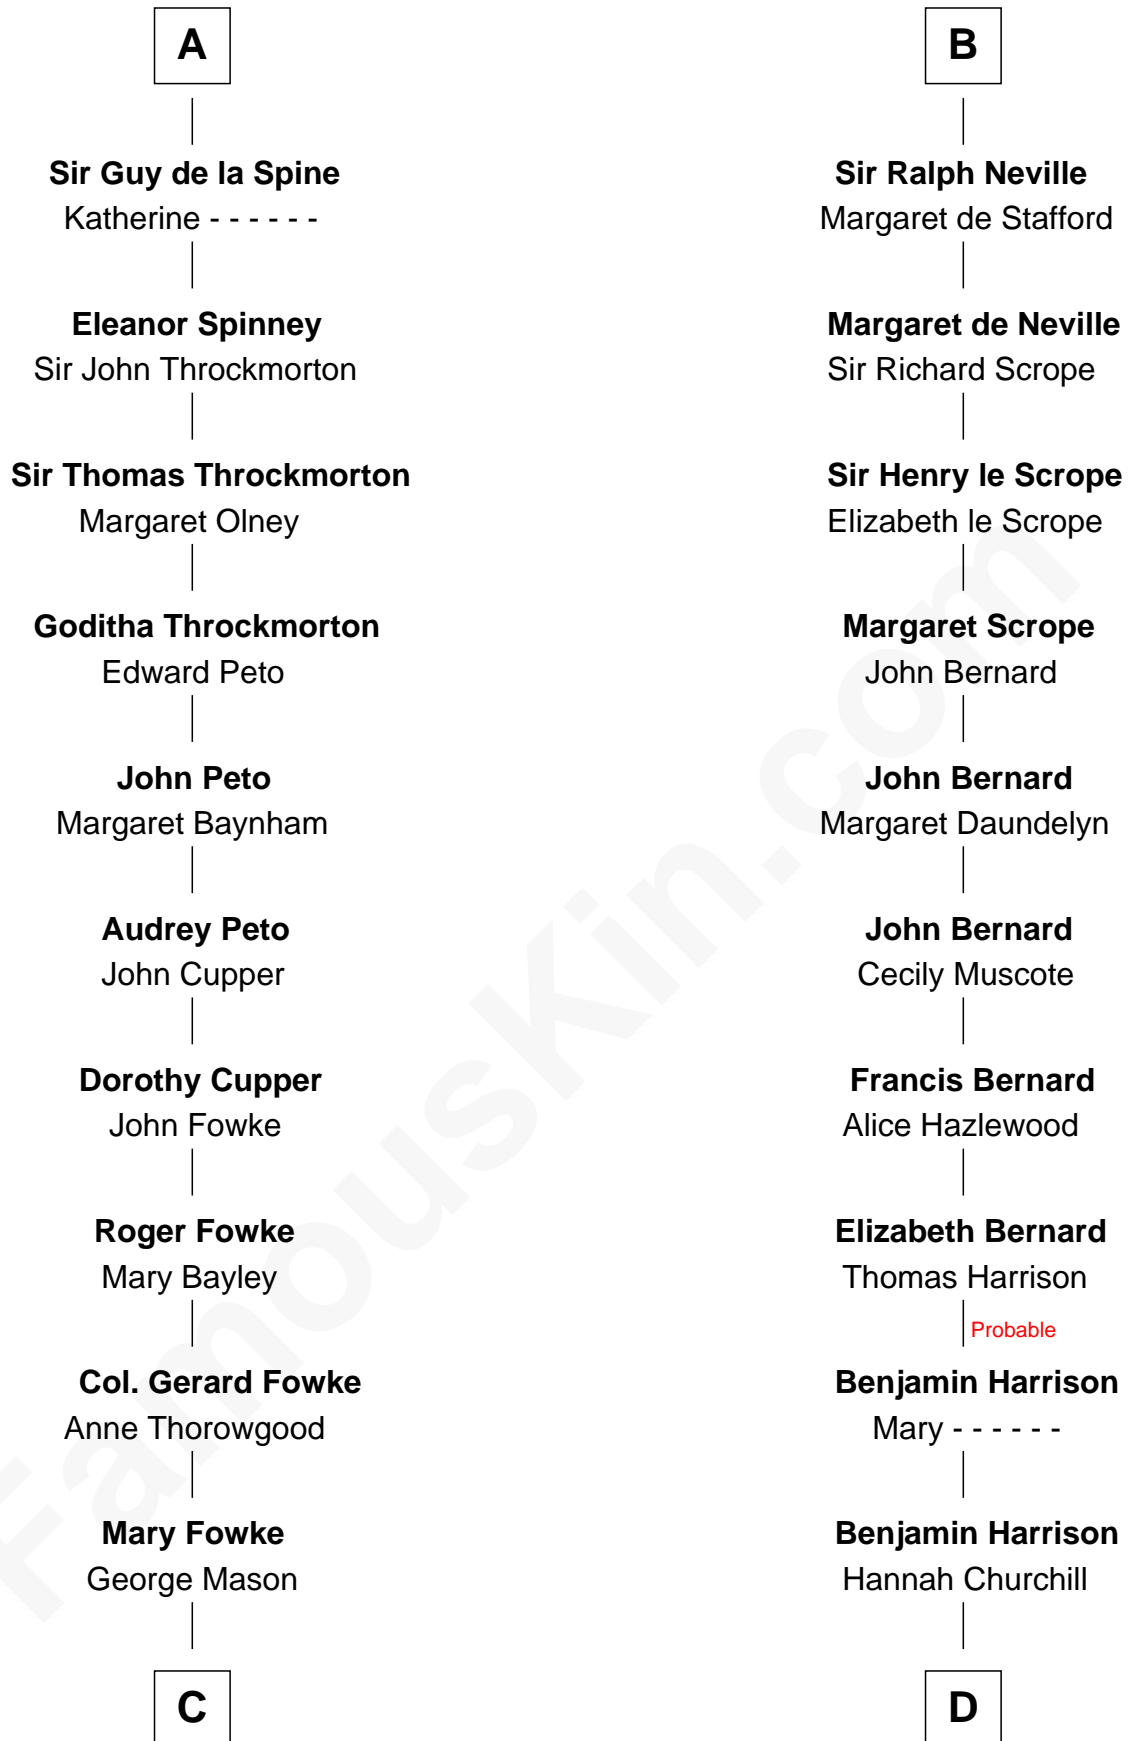 A
Sir Guy de la Spine
Katherine - - - - - -
Eleanor Spinney
Sir John Throckmorton
Sir Thomas Throckmorton
Margaret Olney
Goditha Throckmorton
Edward Peto
John Peto
Margaret Baynham
Audrey Peto
John Cupper
Dorothy Cupper
John Fowke
Roger Fowke
Mary Bayley
Col. Gerard Fowke
Anne Thorowgood
Mary Fowke
George Mason
C
B
Sir Ralph Neville
Margaret de Stafford
Margaret de Neville
Sir Richard Scrope
Sir Henry le Scrope
Elizabeth le Scrope
Margaret Scrope
John Bernard
John Bernard
Margaret Daundelyn
John Bernard
Cecily Muscote
Francis Bernard
Alice Hazlewood
Elizabeth Bernard
Thomas Harrison
Probable
Benjamin Harrison
Mary - - - - - -
Benjamin Harrison
Hannah Churchill
D
FamousKin.com